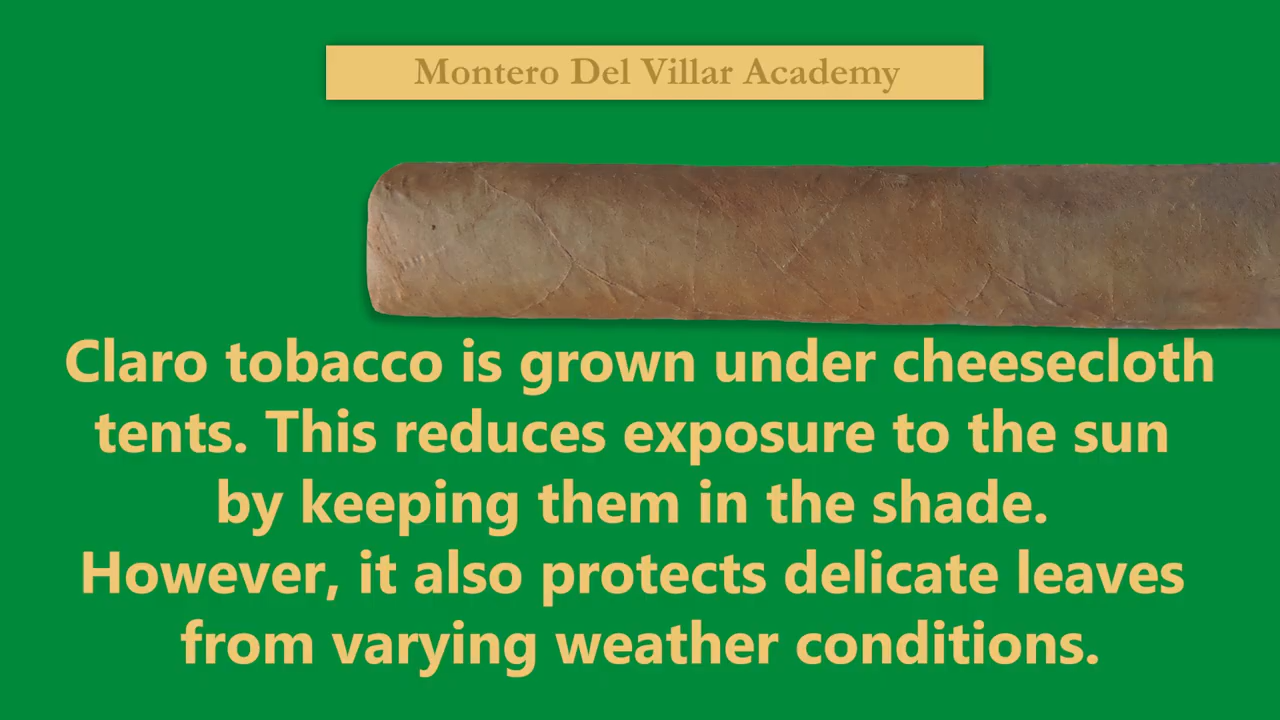 Montero Del Villar Academy
Claro tobacco is grown under cheesecloth
tents. This reduces exposure to the sun
by keeping them in the shade.
However, it also protects delicate leaves
from varying weather conditions.